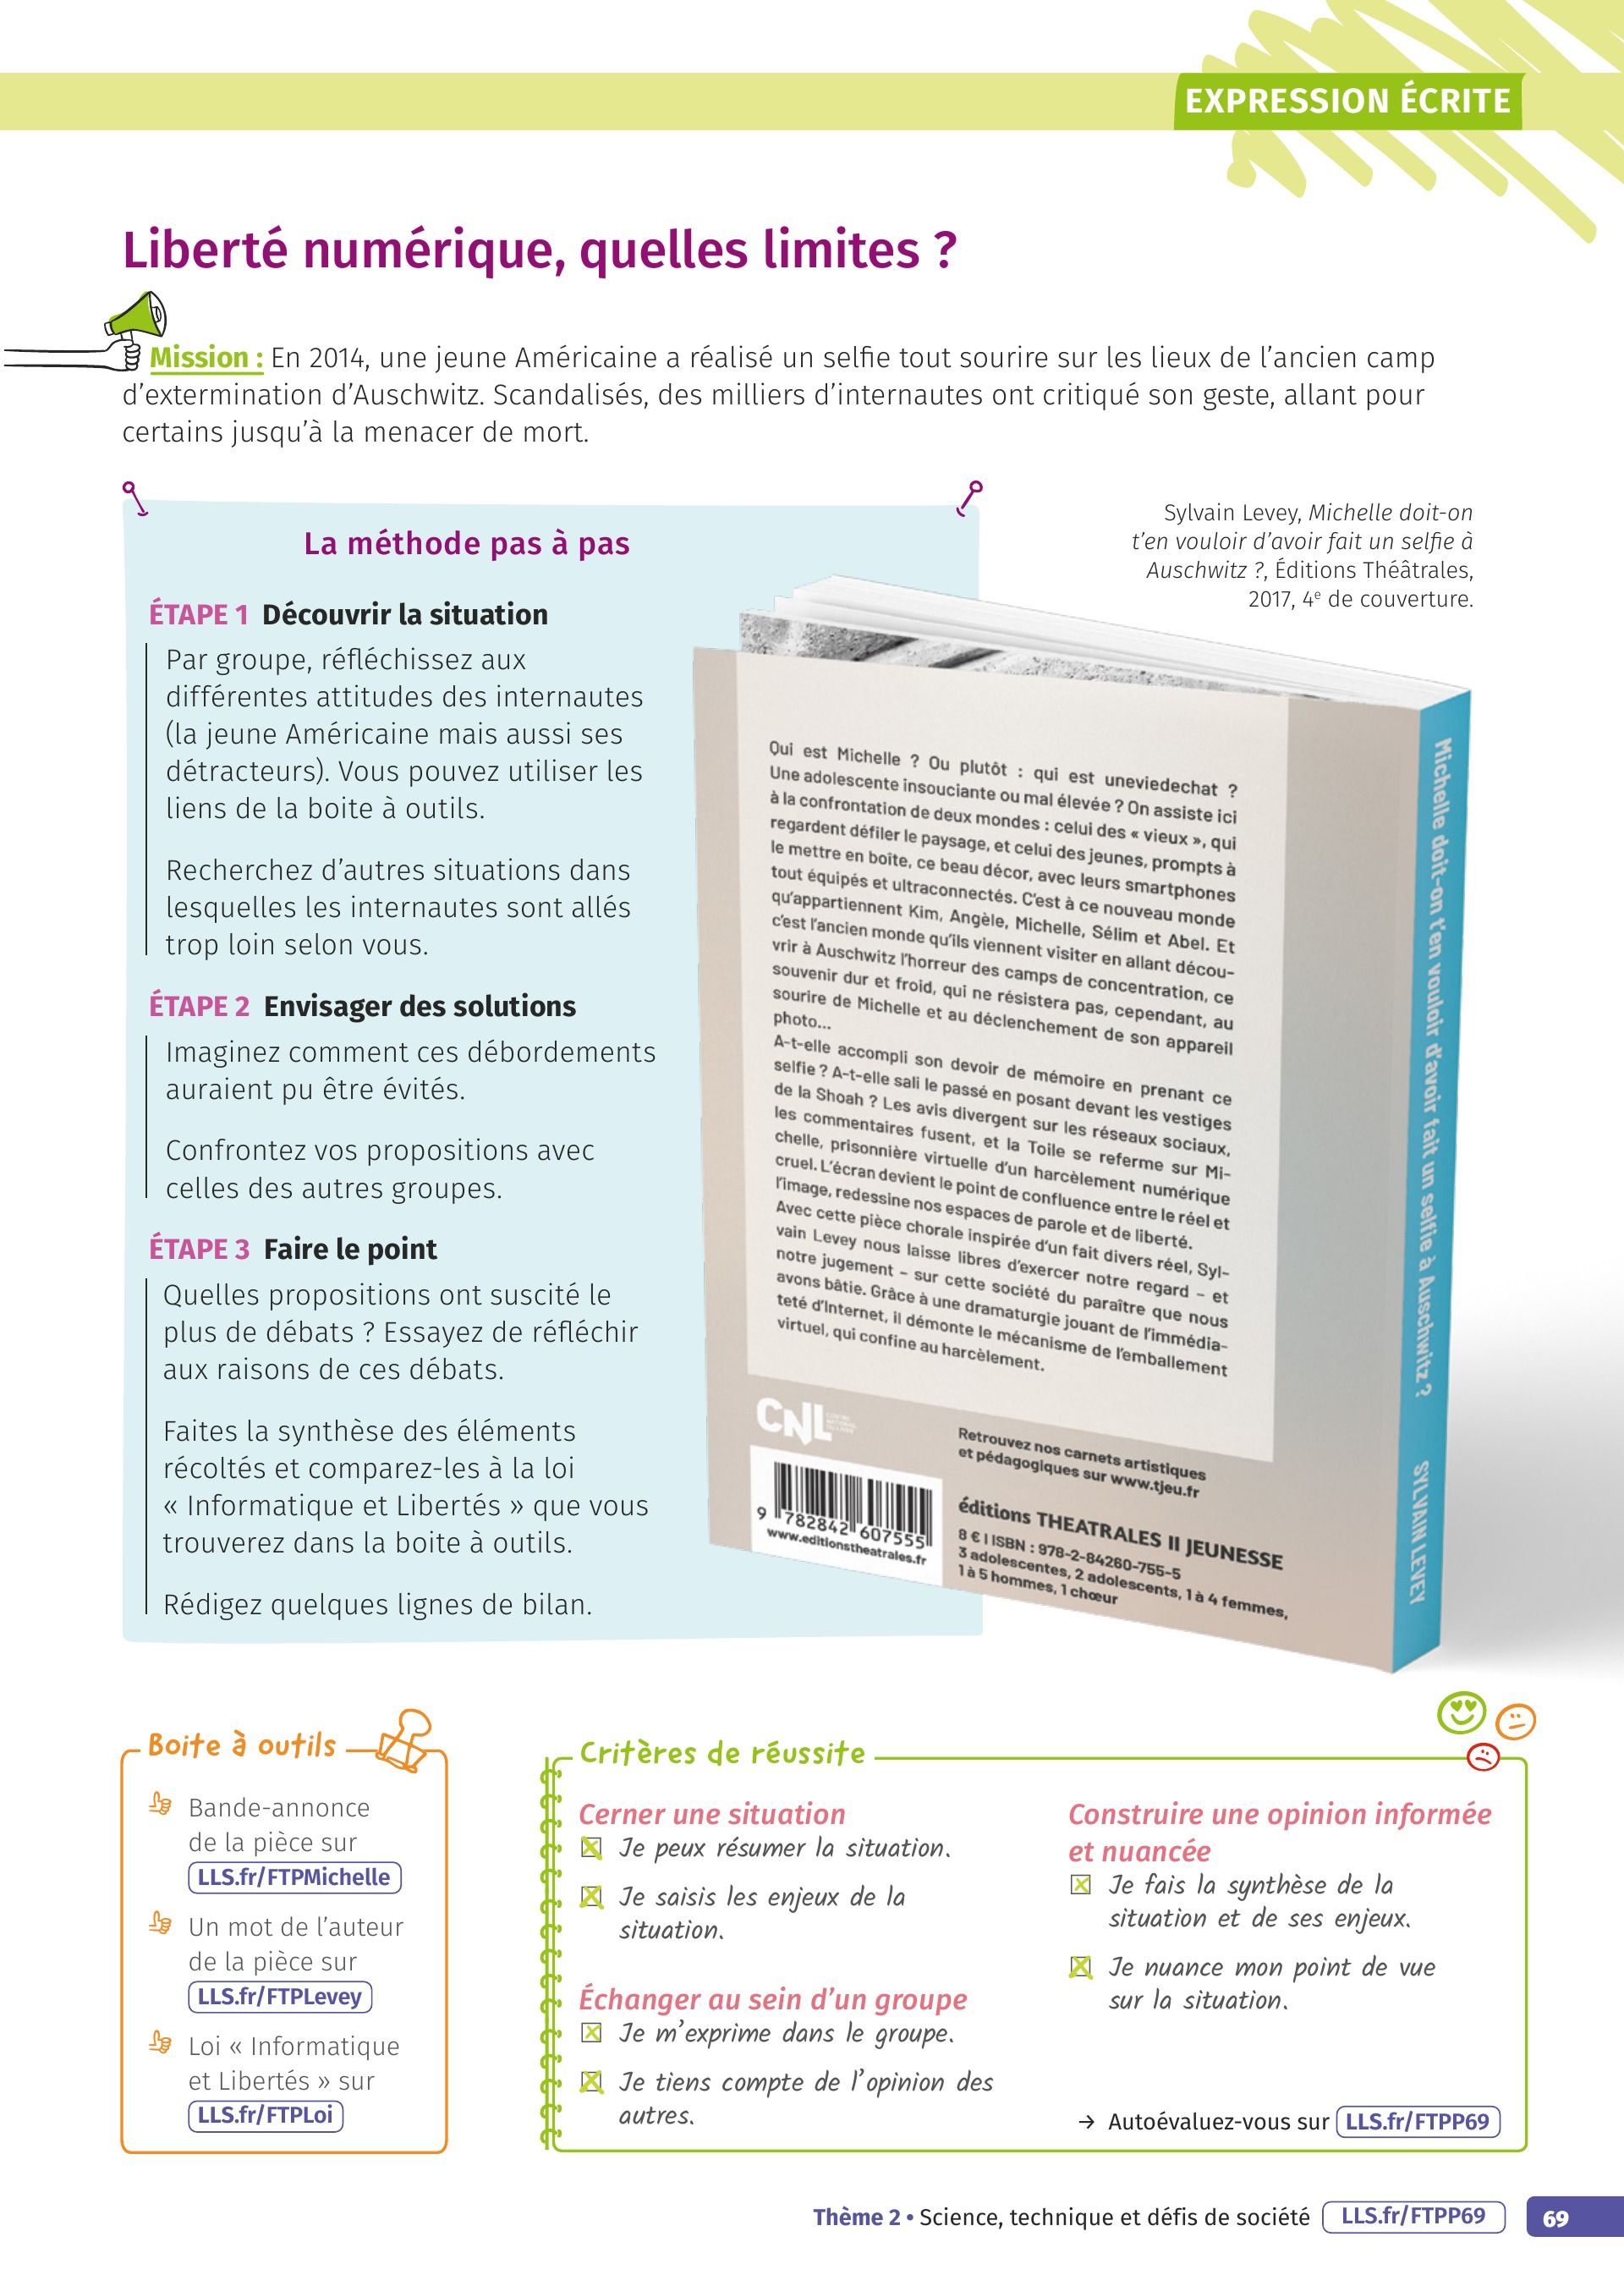 EXPRESSION ÉCRITE
Liberté numérique, quelles limites ?
Mission : En 2014, une jeune Américaine a réalisé un selfie tout sourire sur les lieux de l'ancien camp
d'extermination d'Auschwitz. Scandalisés, des milliers d'internautes ont critiqué son geste, allant pour
certains jusqu'à la menacer de mort.
La méthode pas à pas
ÉTAPE 1 Découvrir la situation
Par groupe, réfléchissez aux
différentes attitudes des internautes
(la jeune Américaine mais aussi ses
détracteurs). Vous pouvez utiliser les
liens de la boite à outils.
Recherchez d'autres situations dans
lesquelles les internautes sont allés
trop loin selon vous.
ÉTAPE 2 Envisager des solutions
Imaginez comment ces débordements
auraient pu être évités.
Confrontez vos propositions avec
celles des autres groupes.
ÉTAPE 3 Faire le point
Quelles propositions ont suscité le
plus de débats ? Essayez de réfléchir
aux raisons de ces débats.
Faites la synthèse des éléments
récoltés et comparez-les à la loi
« Informatique et Libertés » que vous
trouverez dans la boite à outils.
Rédigez quelques lignes de bilan.
Sylvain Levey, Michelle doit-on
t'en vouloir d'avoir fait un selfie à
Auschwitz ?, Éditions Théâtrales,
2017, 4e de couverture.
Qui est Michelle ? Ou plutôt : qui est uneviedechat ?
Une adolescente insouciante ou mal élevée ? On assiste ici
à la confrontation de deux mondes : celui des « vieux », qui
regardent défiler le paysage, et celui des jeunes, prompts à
le mettre en boîte, ce beau décor, avec leurs smartphones
tout équipés et ultraconnectés. C'est à ce nouveau monde
qu'appartiennent Kim, Angèle, Michelle, Sélim et Abel. Et
c'est l'ancien monde qu'ils viennent visiter en allant décou-
vrir à Auschwitz l'horreur des camps de concentration, ce
souvenir dur et froid, qui ne résistera pas, cependant, au
sourire de Michelle et au déclenchement de son appareil
photo...
A-t-elle accompli son devoir de mémoire en prenant ce
selfie ? A-t-elle sali le passé en posant devant les vestiges
de la Shoah ? Les avis divergent sur les réseaux sociaux,
les commentaires fusent, et la Toile se referme sur Mi-
chelle, prisonnière virtuelle d'un harcèlement numérique
cruel. L'écran devient le point de confluence entre le réel et
l'image, redessine nos espaces de parole et de liberté.
Avec cette pièce chorale inspirée d'un fait divers réel, Syl-
vain Levey nous laisse libres d'exercer notre regard – et
notre jugement – sur cette société du paraître que nous
avons bâtie. Grâce à une dramaturgie jouant de l'immédia-
teté d'Internet, il démonte le mécanisme de l'emballement
virtuel, qui confine au harcèlement.
CNL
9 782842 607555
www.editionstheatrales.fr
Retrouvez nos carnets artistiques
et pédagogiques sur www.tjeu.fr
éditions THEATRALES II JEUNESSE
8 € I ISBN : 978-2-84260-755-5
3 adolescentes, 2 adolescents, 1 à 4 femmes,
1 à 5 hommes, 1 chœur
Michelle doit-on t'en vouloir d'avoir fait un selfie à Auschwitz ? SYLVAIN LEVEY
Boite à outils
Bande-annonce
de la pièce sur
LLS.fr/FTPMichelle
Un mot de l'auteur
de la pièce sur
LLS.fr/FTPLevey
Loi « Informatique
et Libertés » sur
LLS.fr/FTPLoi
Critères de réussite
Cerner une situation
Je peux résumer la situation.
Je saisis les enjeux de la
situation.
Échanger au sein d'un groupe
Je m'exprime dans le groupe.
Je tiens compte de l'opinion des
autres.
Construire une opinion informée
et nuancée
Je fais la synthèse de la
situation et de ses enjeux.
Je nuance mon point de vue
sur la situation.
→ Autoévaluez-vous sur LLS.fr/FTPP69
Thème 2 • Science, technique et défis de société LLS.fr/FTPP69 69